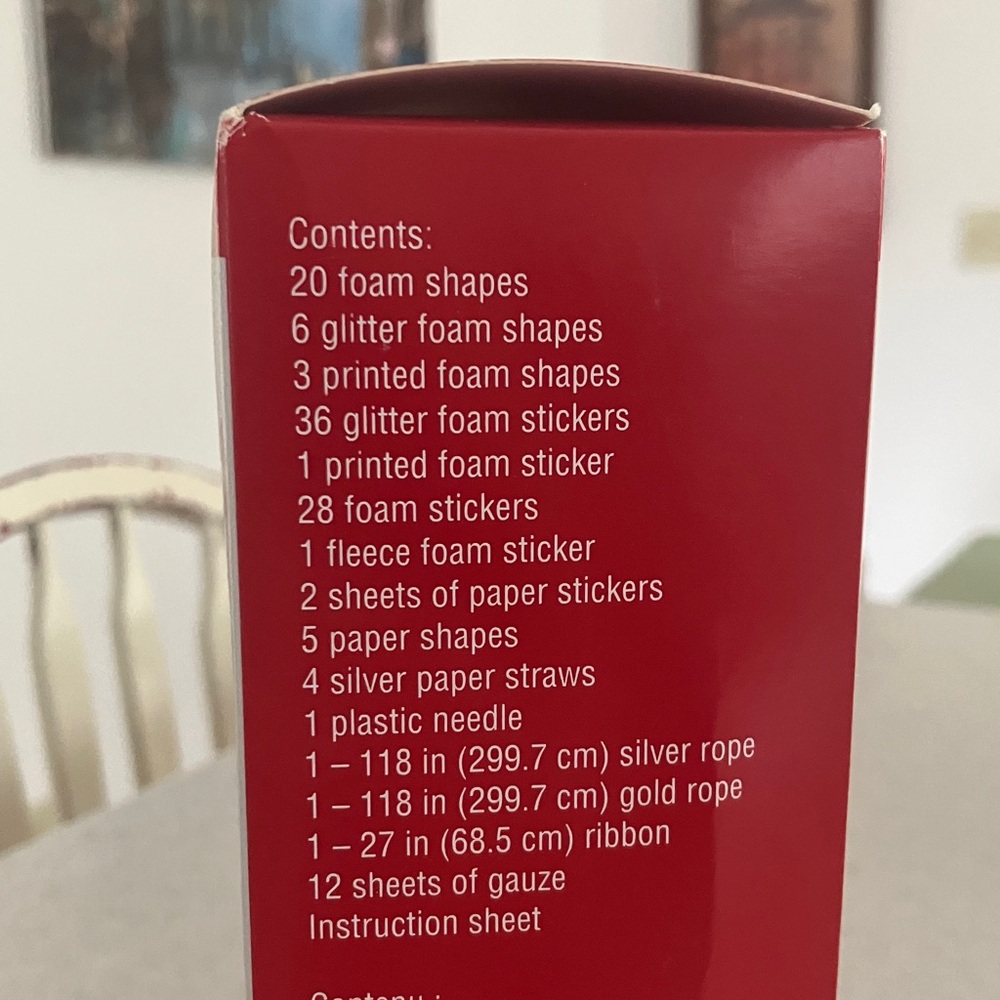 Contents:
20 foam shapes
6 glitter foam shapes
3 printed foam shapes
36 glitter foam stickers
1 printed foam sticker
28 foam stickers
1 fleece foam sticker
2 sheets of paper stickers
5 paper shapes
4 silver paper straws
1 plastic needle
1 – 118 in (299.7 cm) silver rope
1 – 118 in (299.7 cm) gold rope
1 – 27 in (68.5 cm) ribbon
12 sheets of gauze
Instruction sheet
Contenu :